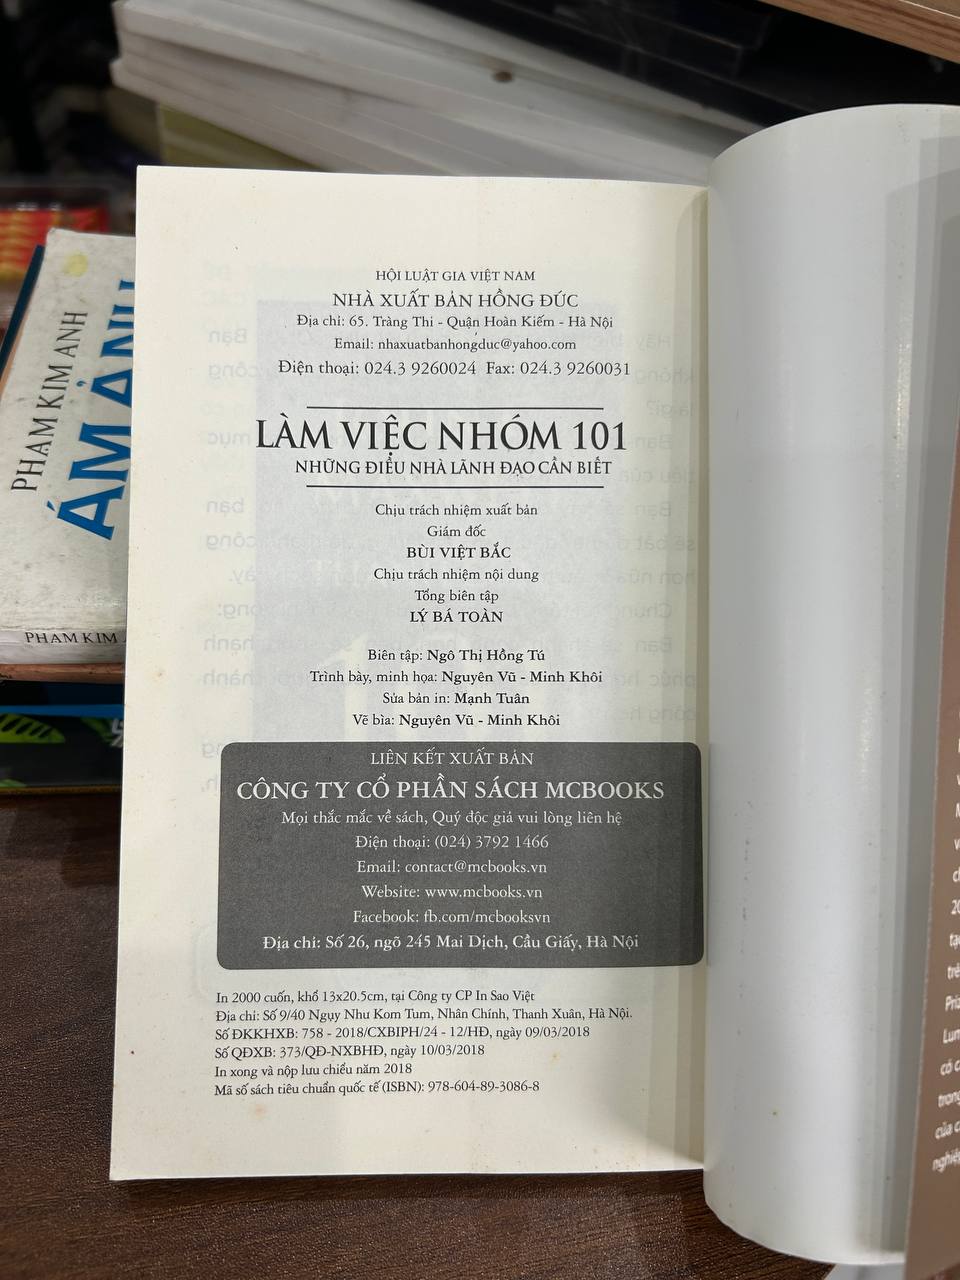 HỘI LUẬT GIA VIỆT NAM
NHÀ XUẤT BẢN HỒNG ĐỨC
Địa chỉ: 65. Tràng Thi - Quận Hoàn Kiếm - Hà Nội
Email: nhaxuatbanhongduc@yahoo.com
Điện thoại: 024.3 9260024 Fax: 024.3 9260031
LÀM VIỆC NHÓM 101
NHỮNG ĐIỀU NHÀ LÃNH ĐẠO CẦN BIẾT
Chịu trách nhiệm xuất bản
Giám đốc
BÙI VIỆT BẮC
Chịu trách nhiệm nội dung
Tổng biên tập
LÝ BÁ TOÀN
Biên tập: Ngô Thị Hồng Tú
Trình bày, minh họa: Nguyên Vũ - Minh Khôi
Sửa bản in: Mạnh Tuân
Vẽ bìa: Nguyên Vũ - Minh Khôi
LIÊN KẾT XUẤT BẢN
CÔNG TY CỔ PHẦN SÁCH MCBOOKS
Mọi thắc mắc về sách, Quý độc giả vui lòng liên hệ
Điện thoại: (024) 3792 1466
Email: contact@mcbooks.vn
Website: www.mcbooks.vn
Facebook: fb.com/mcbooksvn
Địa chỉ: Số 26, ngõ 245 Mai Dịch, Cầu Giấy, Hà Nội
In 2000 cuốn, khổ 13x20.5cm, tại Công ty CP In Sao Việt
Địa chỉ: Số 9/40 Ngụy Như Kom Tum, Nhân Chính, Thanh Xuân, Hà Nội.
Số ĐKKHXB: 758 - 2018/CXBIPH/24 - 12/HĐ, ngày 09/03/2018
Số QĐXB: 373/QĐ-NXBHĐ, ngày 10/03/2018
In xong và nộp lưu chiểu năm 2018
Mã số sách tiêu chuẩn quốc tế (ISBN): 978-604-89-3086-8
PHẠM KIM ANH
ÁM ẢNH
PHẠM KIM